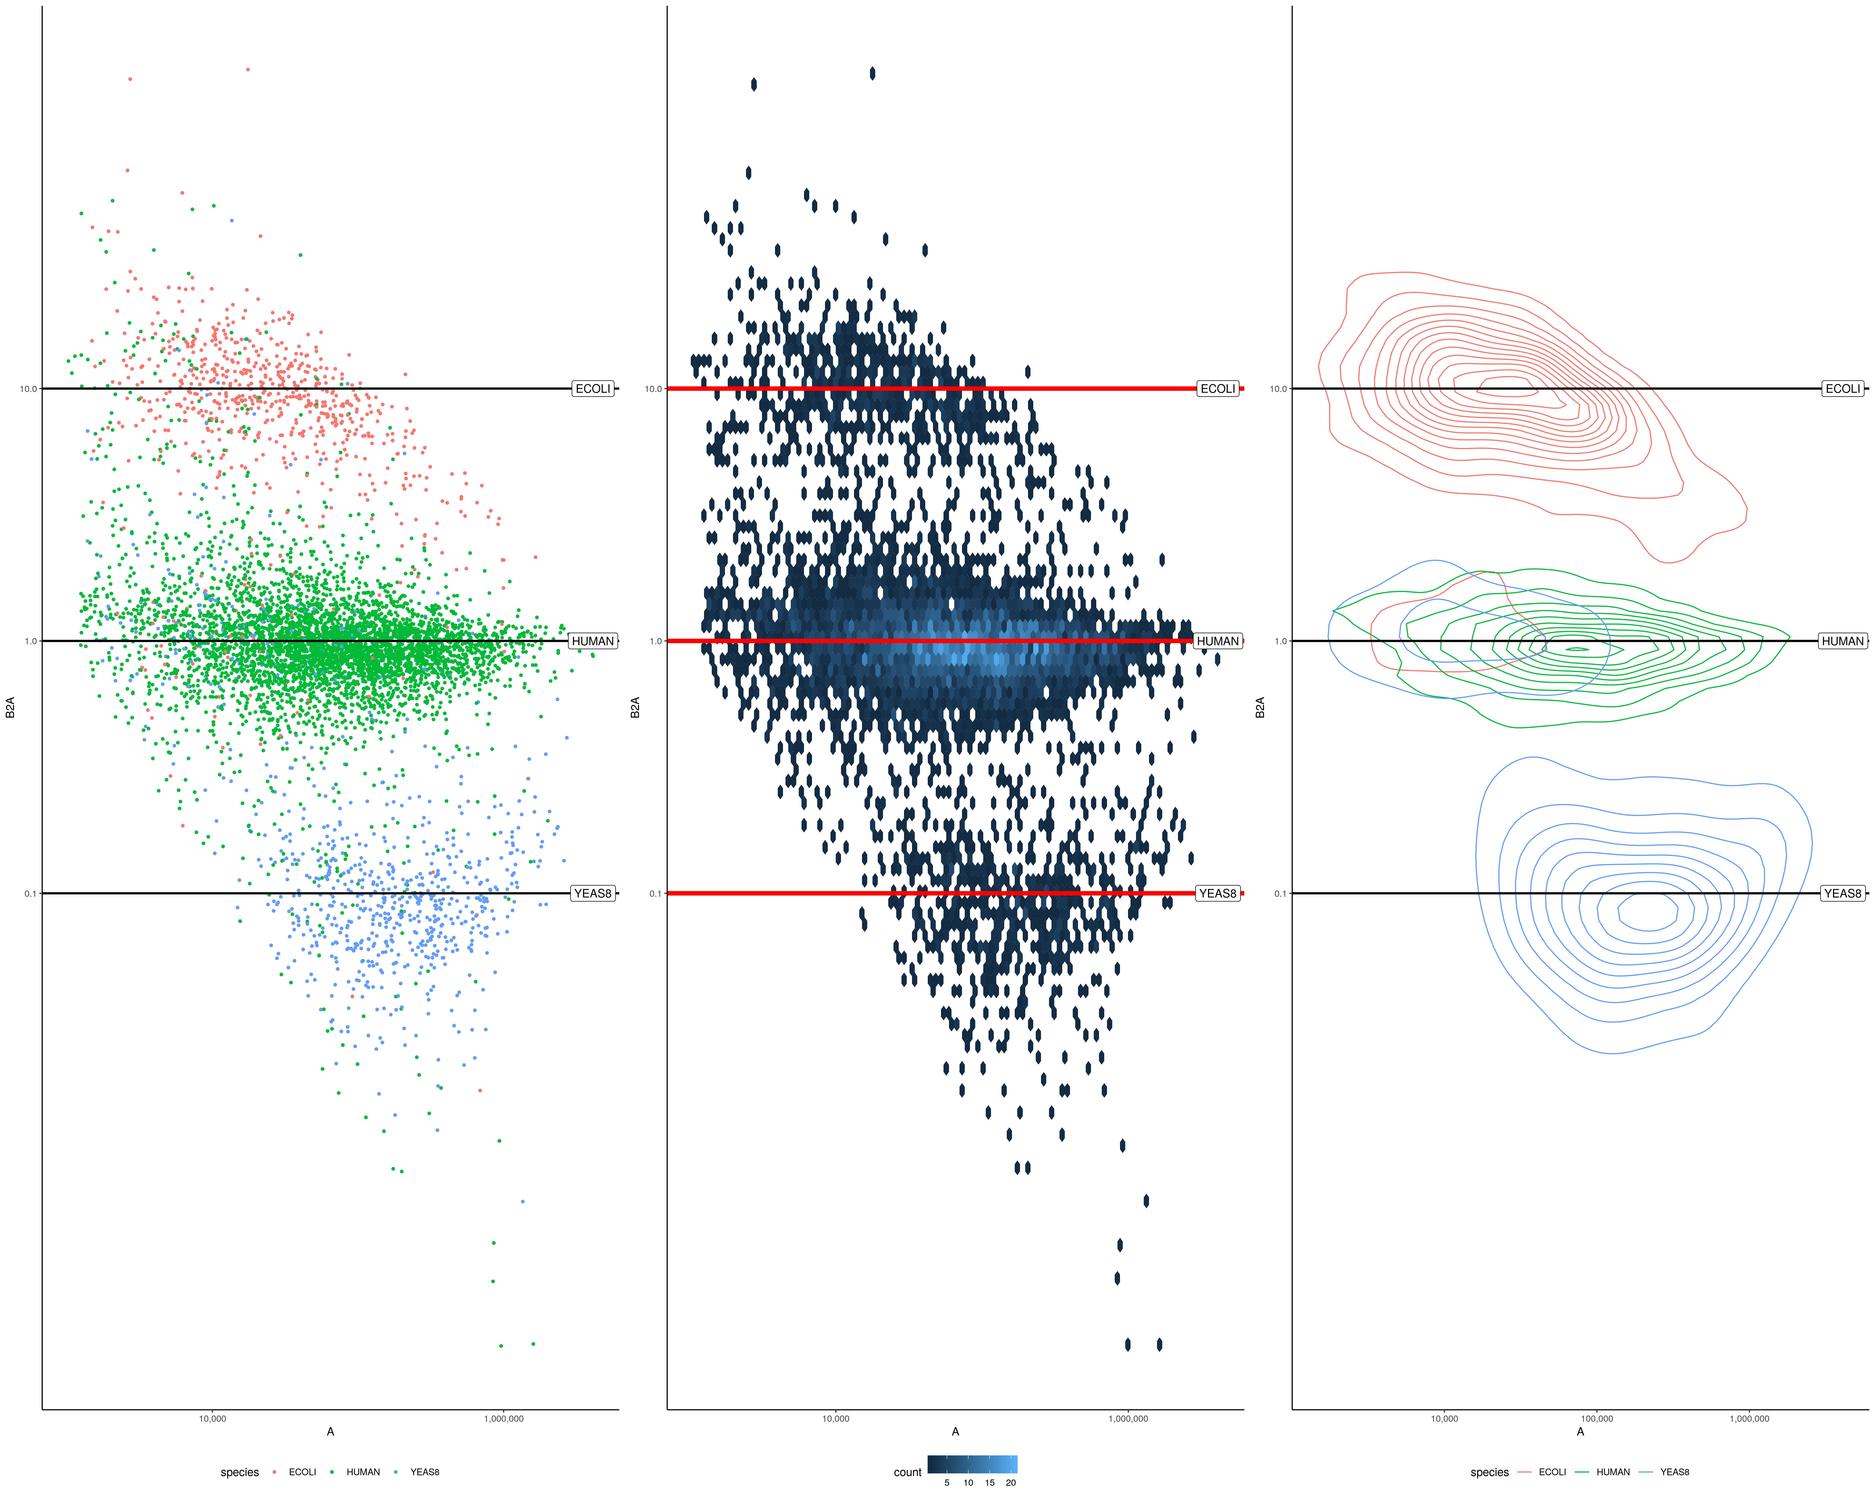 B2A
10.0
1.0
0.1
ECOLI
HUMAN
YEAS8
10,000 1,000,000
A
species ECOLI HUMAN YEAS8
B2A
10.0
1.0
0.1
ECOLI
HUMAN
YEAS8
10,000 1,000,000
A
count
5 10 15 20
B2A
10.0
1.0
0.1
ECOLI
HUMAN
YEAS8
10,000 100,000 1,000,000
A
species ECOLI HUMAN YEAS8